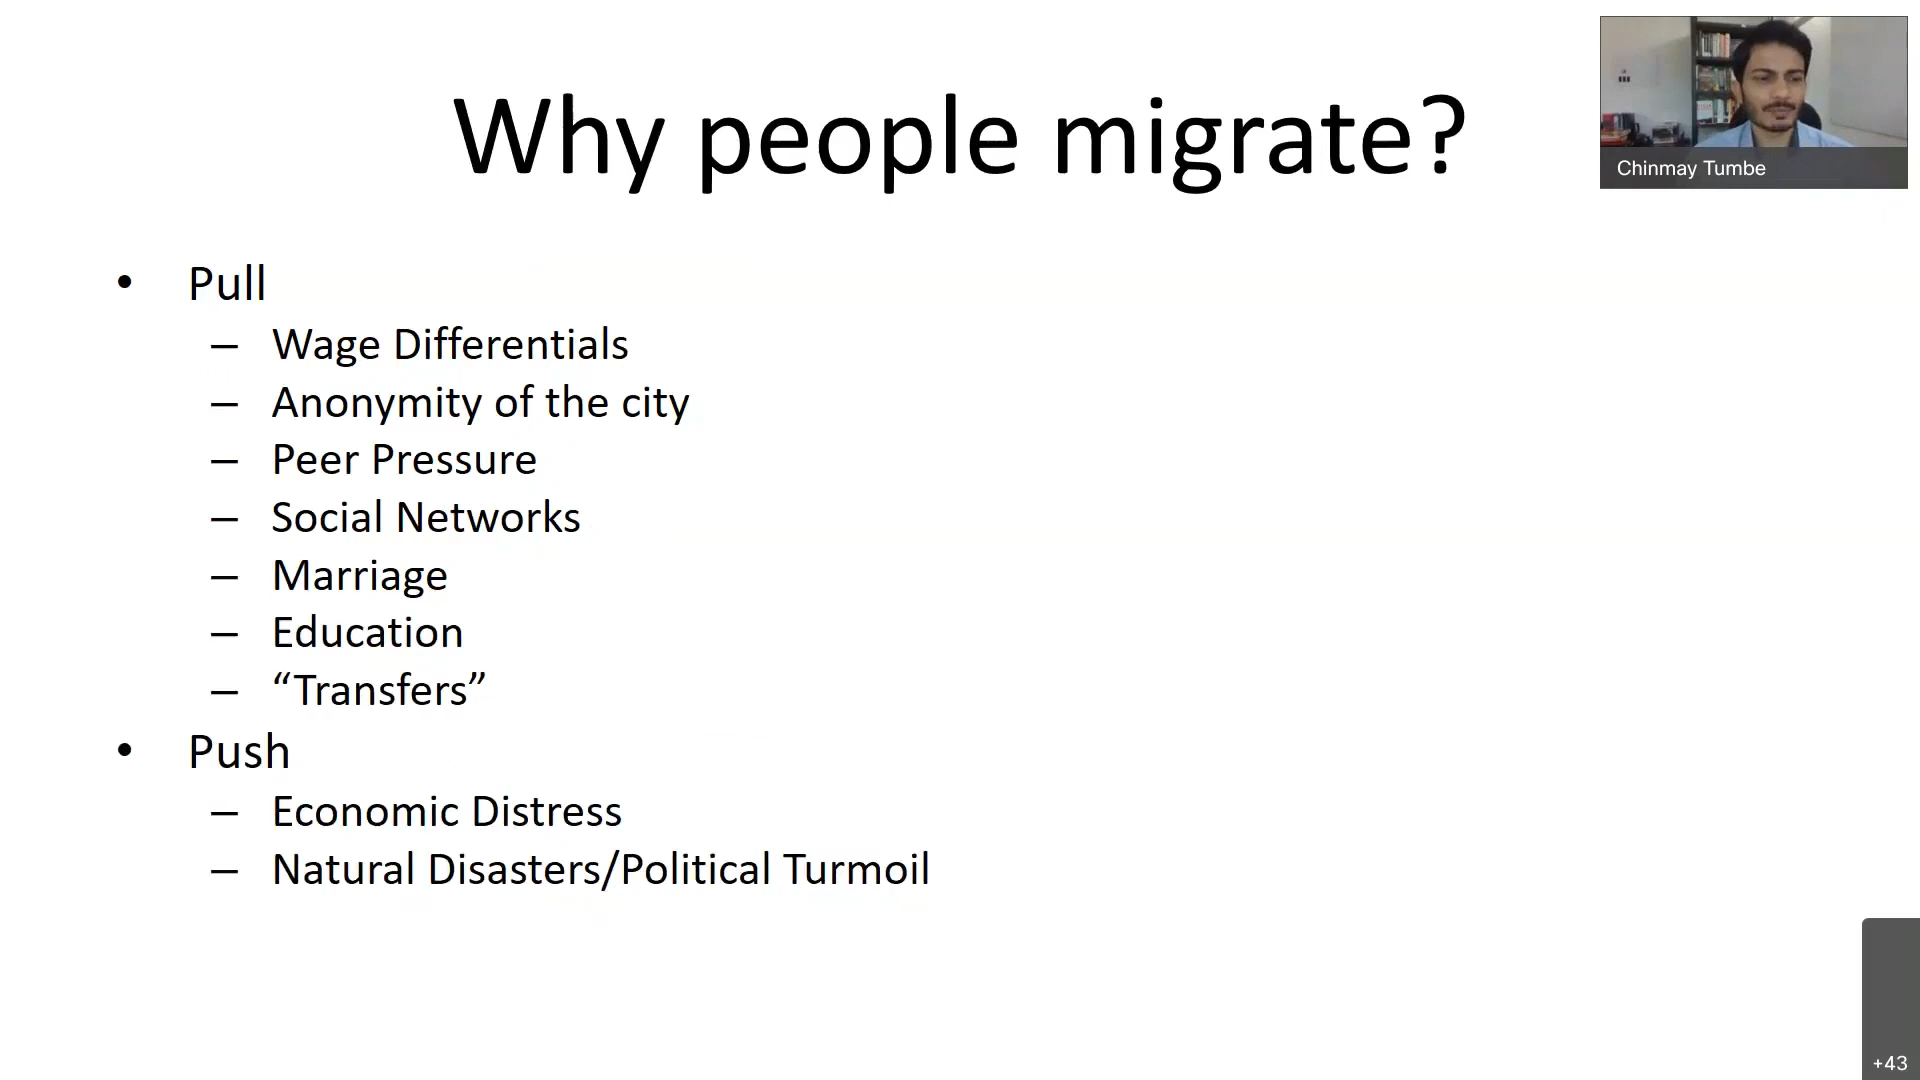 Why people migrate?
Chinmay Tumbe
• Pull
– Wage Differentials
– Anonymity of the city
– Peer Pressure
– Social Networks
– Marriage
– Education
– “Transfers”
• Push
– Economic Distress
– Natural Disasters/Political Turmoil
+43